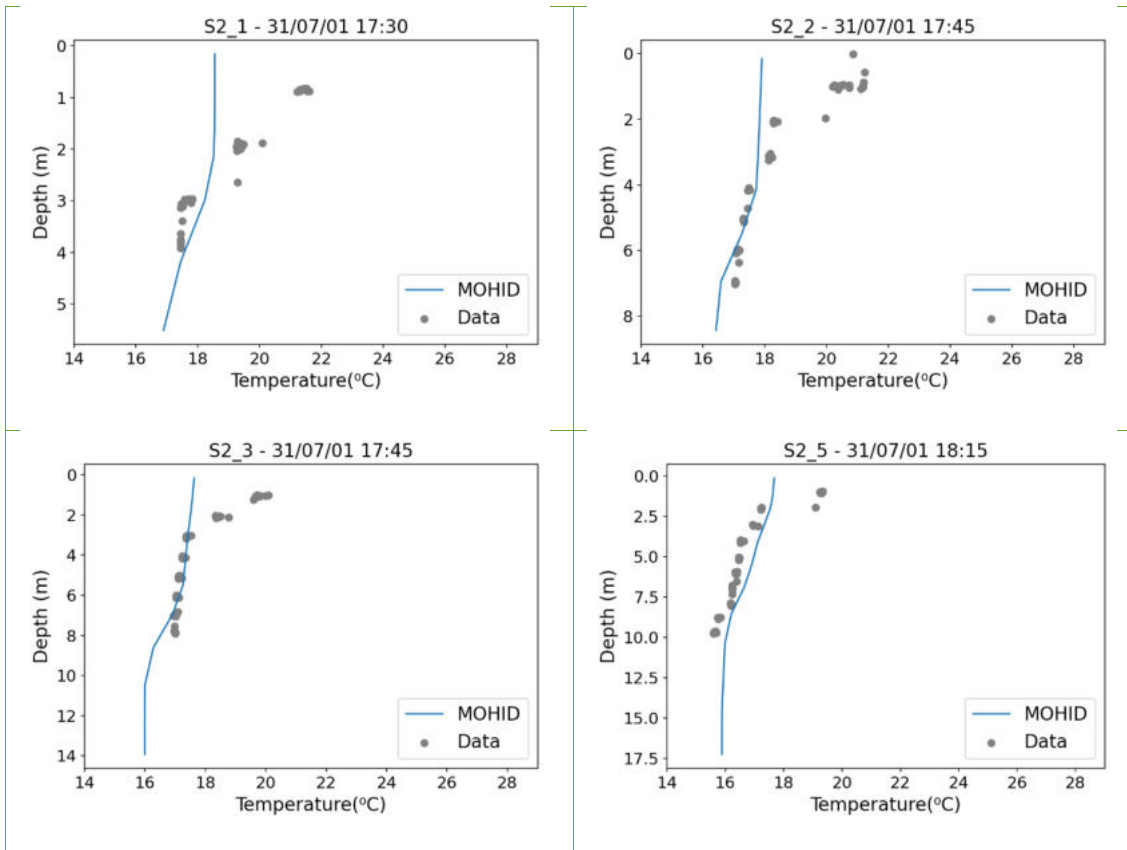 S2_1 - 31/07/01 17:30
0
1
2
3
4
5
Depth (m)
14 16 18 20 22 24 26 28
Temperature(⁰C)
MOHID
Data
S2_2 - 31/07/01 17:45
0
2
4
6
8
Depth (m)
14 16 18 20 22 24 26 28
Temperature(⁰C)
MOHID
Data
S2_3 - 31/07/01 17:45
0
2
4
6
8
10
12
14
Depth (m)
14 16 18 20 22 24 26 28
Temperature(⁰C)
MOHID
Data
S2_5 - 31/07/01 18:15
0.0
2.5
5.0
7.5
10.0
12.5
15.0
17.5
Depth (m)
14 16 18 20 22 24 26 28
Temperature(⁰C)
MOHID
Data